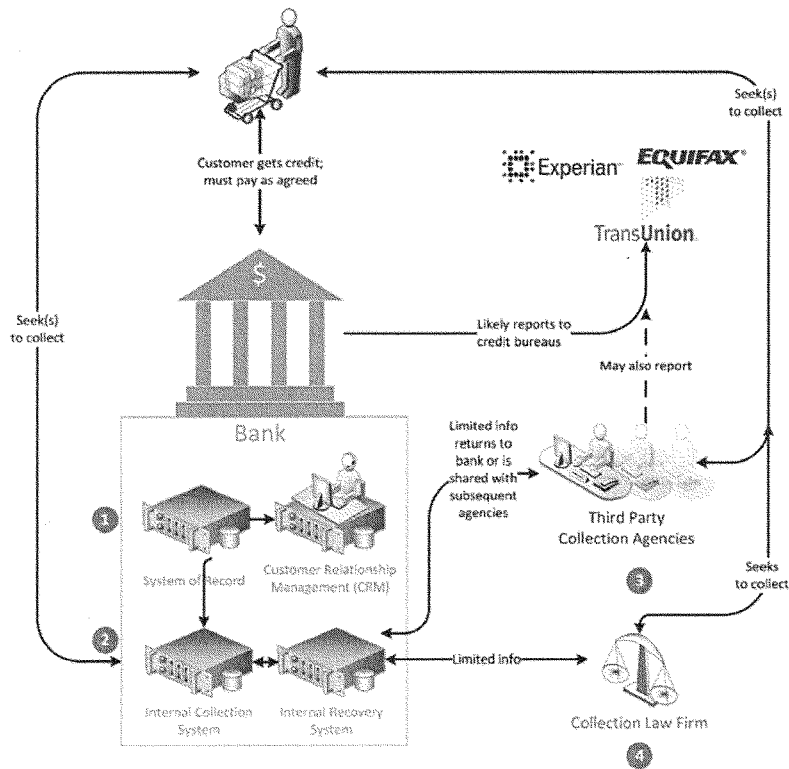 Seek(s)
to collect
Customer gets credit;
must pay as agreed
Experian
EQUIFAX®
TransUnion.
$
Seek(s)
to collect
Likely reports to
credit bureaus
May also report
Bank
Limited info
returns to
bank or is
shared with
subsequent
agencies
Third Party
Collection Agencies
1
System of Record
Customer Relationship
Management (CRM)
3
Seeks
to collect
2
Limited info
Internal Collection
System
Internal Recovery
System
Collection Law Firm
4